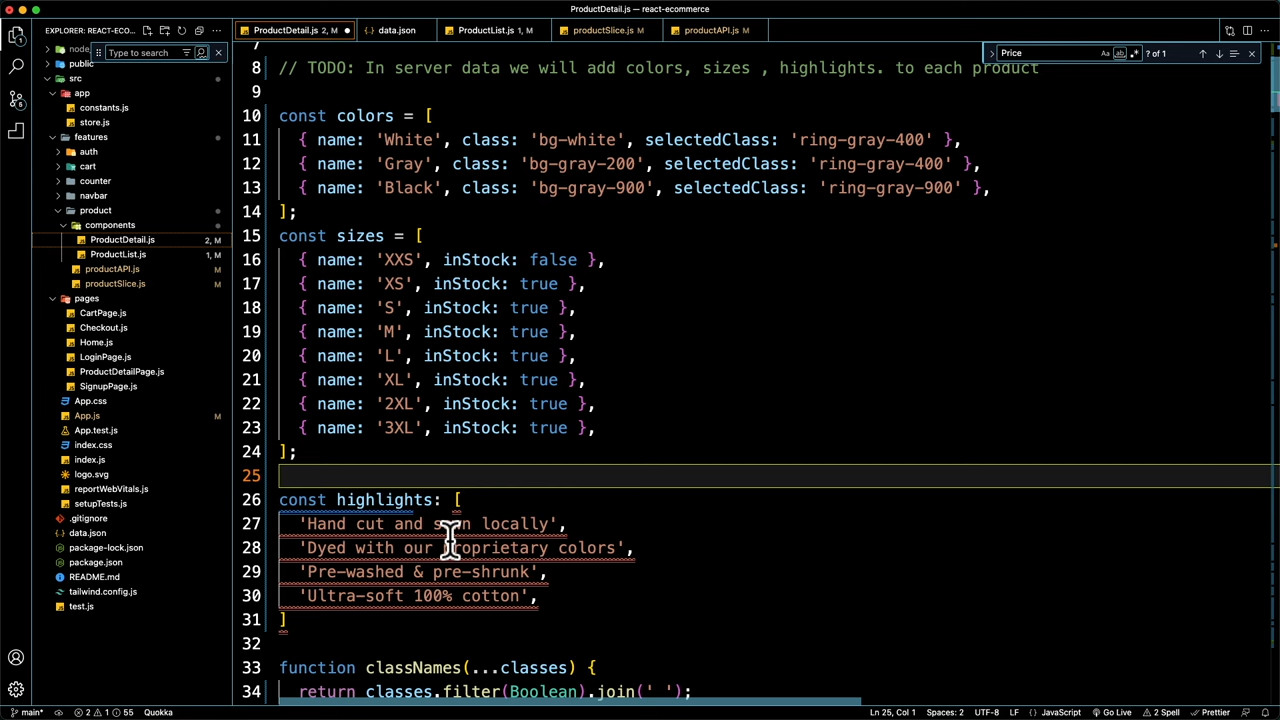 ProductDetail.js — react-ecommerce
EXPLORER: REACT-ECO...
ProductDetail.js 2, M
data.json
ProductList.js 1, M
productSlice.js M
productAPI.js M
node
Type to search
public
src
app
constants.js
store.js
features
auth
cart
counter
navbar
product
components
ProductDetail.js 2, M
ProductList.js 1, M
productAPI.js M
productSlice.js M
pages
CartPage.js
Checkout.js
Home.js
LoginPage.js
ProductDetailPage.js
SignupPage.js
App.css
App.js M
App.test.js
index.css
index.js
logo.svg
reportWebVitals.js
setupTests.js
.gitignore
data.json
package-lock.json
package.json
README.md
tailwind.config.js
test.js
Price Aa ab .* ? of 1
7
8 // TODO: In server data we will add colors, sizes , highlights. to each product
9
10 const colors = [
11 { name: 'White', class: 'bg-white', selectedClass: 'ring-gray-400' },
12 { name: 'Gray', class: 'bg-gray-200', selectedClass: 'ring-gray-400' },
13 { name: 'Black', class: 'bg-gray-900', selectedClass: 'ring-gray-900' },
14 ];
15 const sizes = [
16 { name: 'XXS', inStock: false },
17 { name: 'XS', inStock: true },
18 { name: 'S', inStock: true },
19 { name: 'M', inStock: true },
20 { name: 'L', inStock: true },
21 { name: 'XL', inStock: true },
22 { name: '2XL', inStock: true },
23 { name: '3XL', inStock: true },
24 ];
25
26 const highlights: [
27 'Hand cut and sewn locally',
28 'Dyed with our proprietary colors',
29 'Pre-washed & pre-shrunk',
30 'Ultra-soft 100% cotton',
31 ]
32
33 function classNames(...classes) {
34 return classes.filter(Boolean).join(' ');
main* 2 1 55 Quokka
Ln 25, Col 1 Spaces: 2 UTF-8 LF {} JavaScript Go Live 2 Spell Prettier